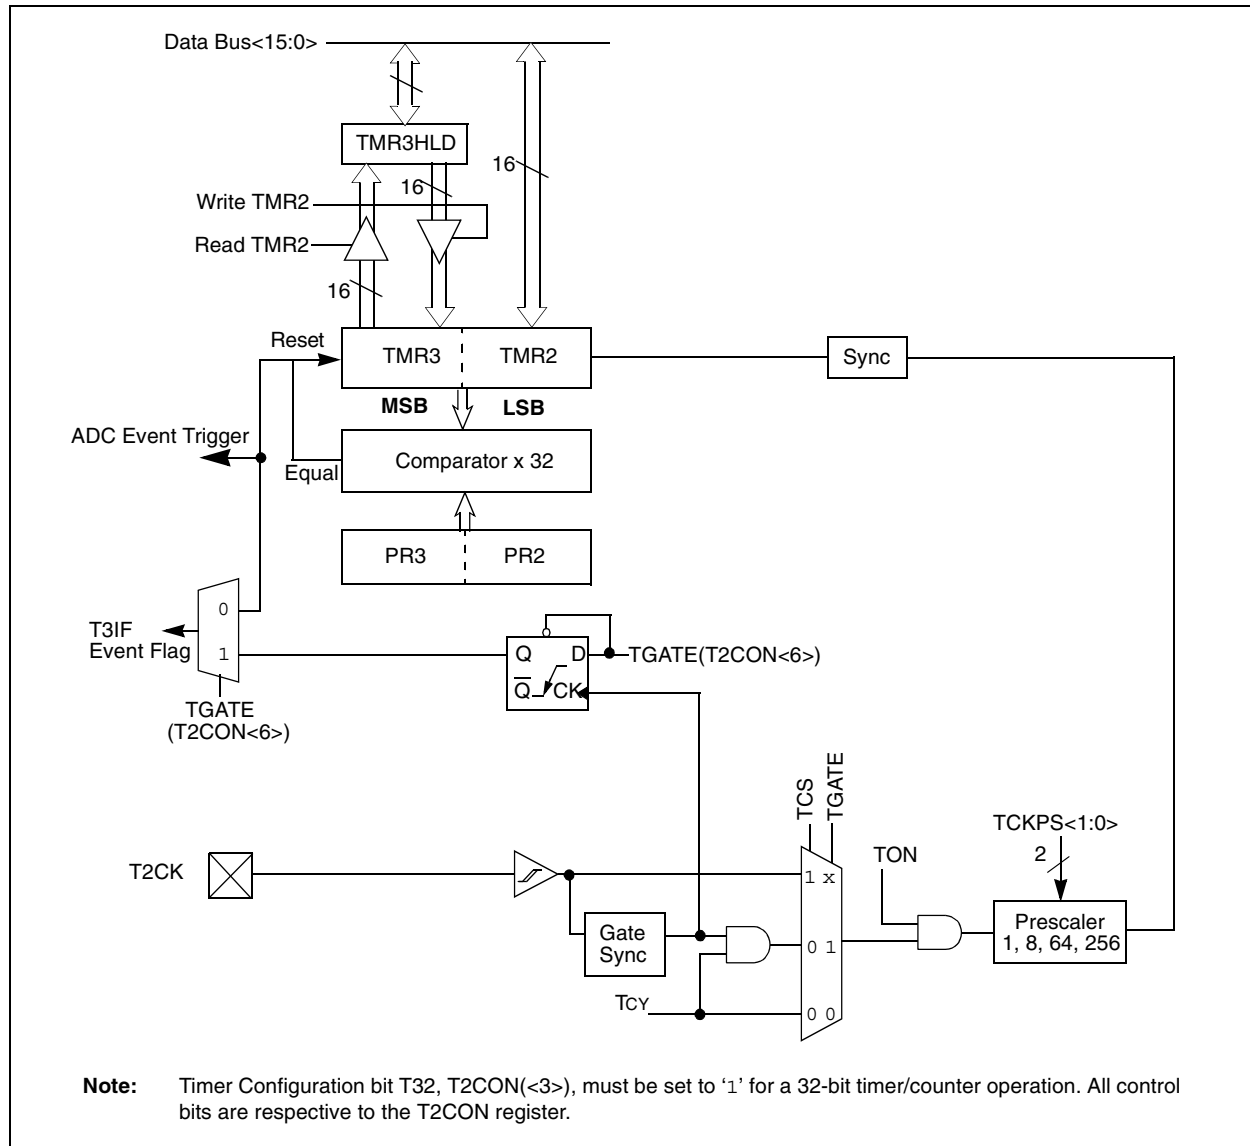 Data Bus<15:0>
TMR3HLD
16
16
Write TMR2
Read TMR2
16
Reset
TMR3
TMR2
Sync
MSB
LSB
ADC Event Trigger
Equal
Comparator x 32
PR3
PR2
0
T3IF
Event Flag
1
Q
D
TGATE(T2CON<6>)
Q
CK
TGATE
(T2CON<6>)
TCS
TGATE
TCKPS<1:0>
2
TON
T2CK
1 x
Gate
Sync
0 1
Prescaler
1, 8, 64, 256
TCY
0 0
Note: Timer Configuration bit T32, T2CON(<3>), must be set to ‘1’ for a 32-bit timer/counter operation. All control
bits are respective to the T2CON register.